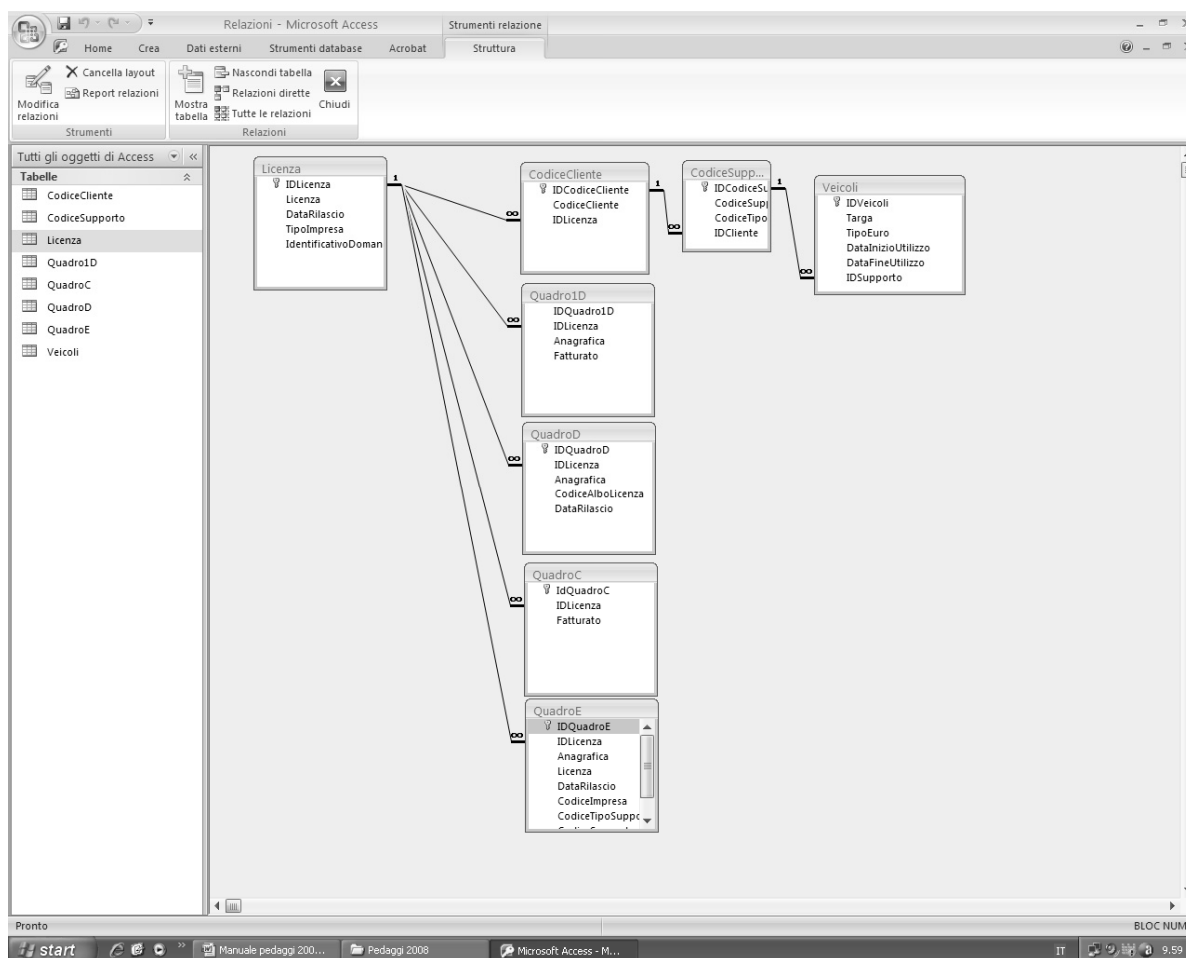 Relazioni - Microsoft Access
Strumenti relazione
Home Crea Dati esterni Strumenti database Acrobat Struttura
Modifica relazioni
Cancella layout
Report relazioni
Strumenti
Mostra tabella
Nascondi tabella
Relazioni dirette
Tutte le relazioni
Chiudi
Relazioni
Tutti gli oggetti di Access
Tabelle
CodiceCliente
CodiceSupporto
Licenza
Quadro1D
QuadroC
QuadroD
QuadroE
Veicoli
Licenza
IDLicenza
Licenza
DataRilascio
TipoImpresa
IdentificativoDoman
1
∞
CodiceCliente
IDCodiceCliente
CodiceCliente
IDLicenza
1
∞
CodiceSupp...
IDCodiceSu
CodiceSupp
CodiceTipo
IDCliente
1
∞
Veicoli
IDVeicoli
Targa
TipoEuro
DataInizioUtilizzo
DataFineUtilizzo
IDSupporto
∞
Quadro1D
IDQuadro1D
IDLicenza
Anagrafica
Fatturato
∞
QuadroD
IDQuadroD
IDLicenza
Anagrafica
CodiceAlboLicenza
DataRilascio
∞
QuadroC
IdQuadroC
IDLicenza
Fatturato
∞
QuadroE
IDQuadroE
IDLicenza
Anagrafica
Licenza
DataRilascio
CodiceImpresa
CodiceTipoSuppo
Pronto
BLOC NUM
start
Manuale pedaggi 200...
Pedaggi 2008
Microsoft Access - M...
IT
9.59